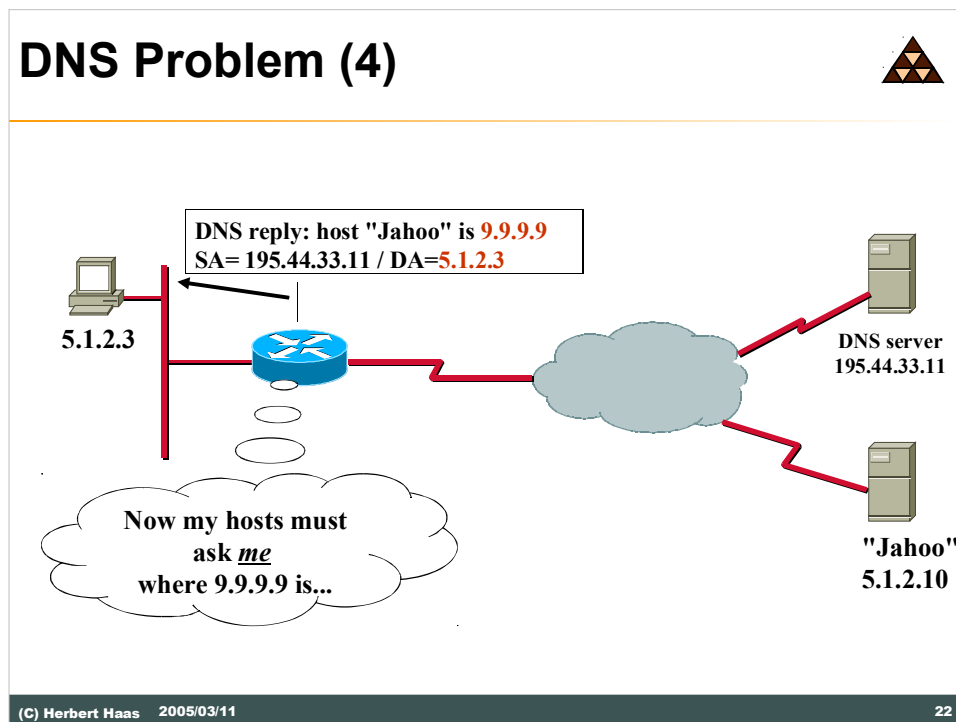 DNS Problem (4)
DNS reply: host "Jahoo" is 9.9.9.9
SA= 195.44.33.11 / DA=5.1.2.3
5.1.2.3
DNS server
195.44.33.11
Now my hosts must
ask me
where 9.9.9.9 is...
"Jahoo"
5.1.2.10
(C) Herbert Haas 2005/03/11
22